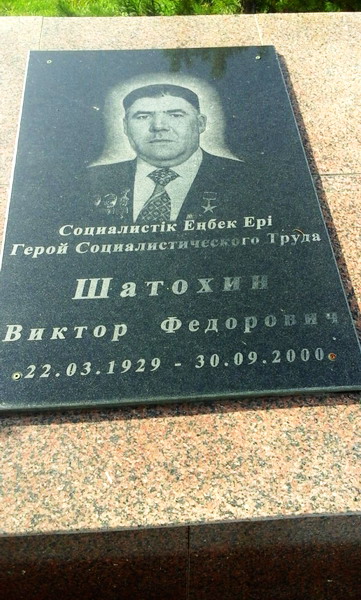 Социалистік Еңбек Ері
Герой Социалистического Труда
Шатохин
Виктор Федорович
22.03.1929 - 30.09.2000